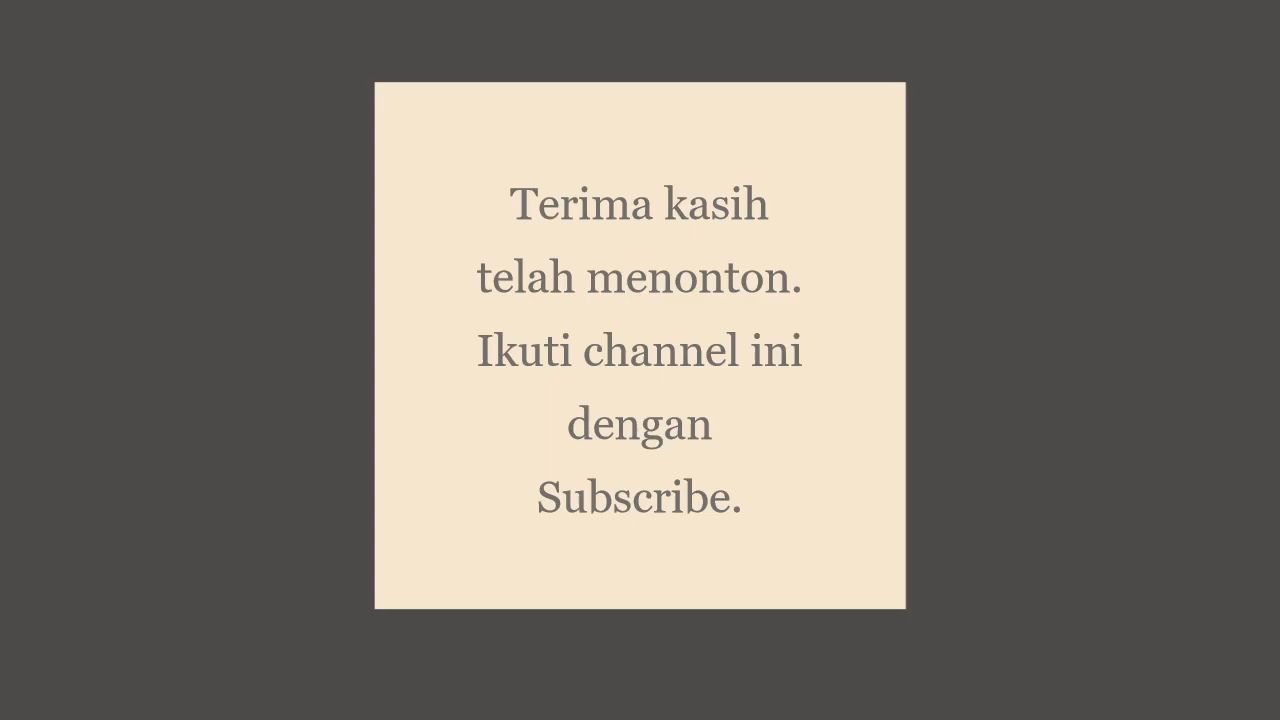 Terima kasih
telah menonton.
Ikuti channel ini
dengan
Subscribe.